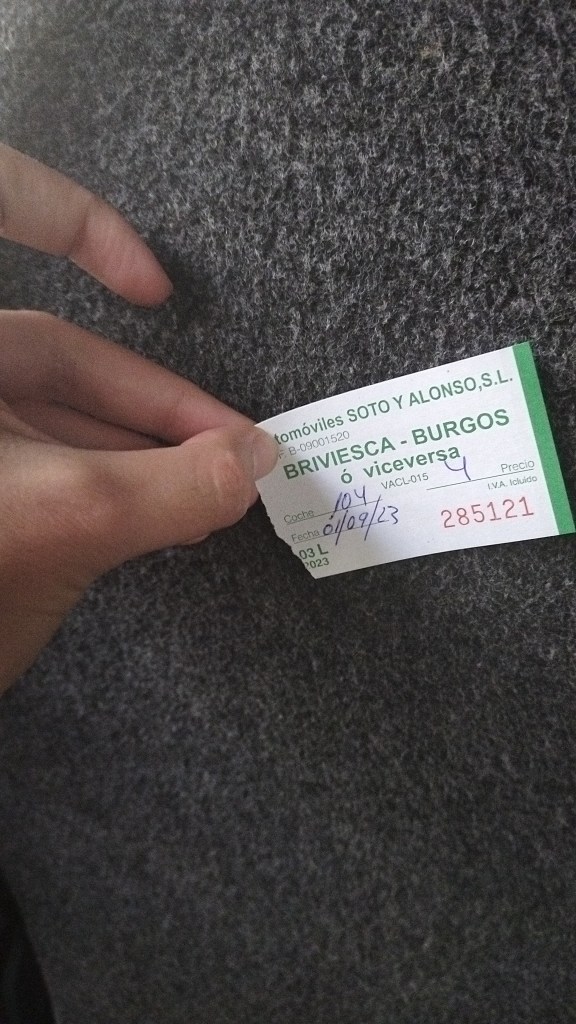 tomóviles SOTO Y ALONSO,S.L.
F B-09001520
BRIVIESCA - BURGOS
ó viceversa
VACL-015 4 Precio
I.V.A. Icluido
Coche 104
Fecha 01/09/23
285121
03 L
2023